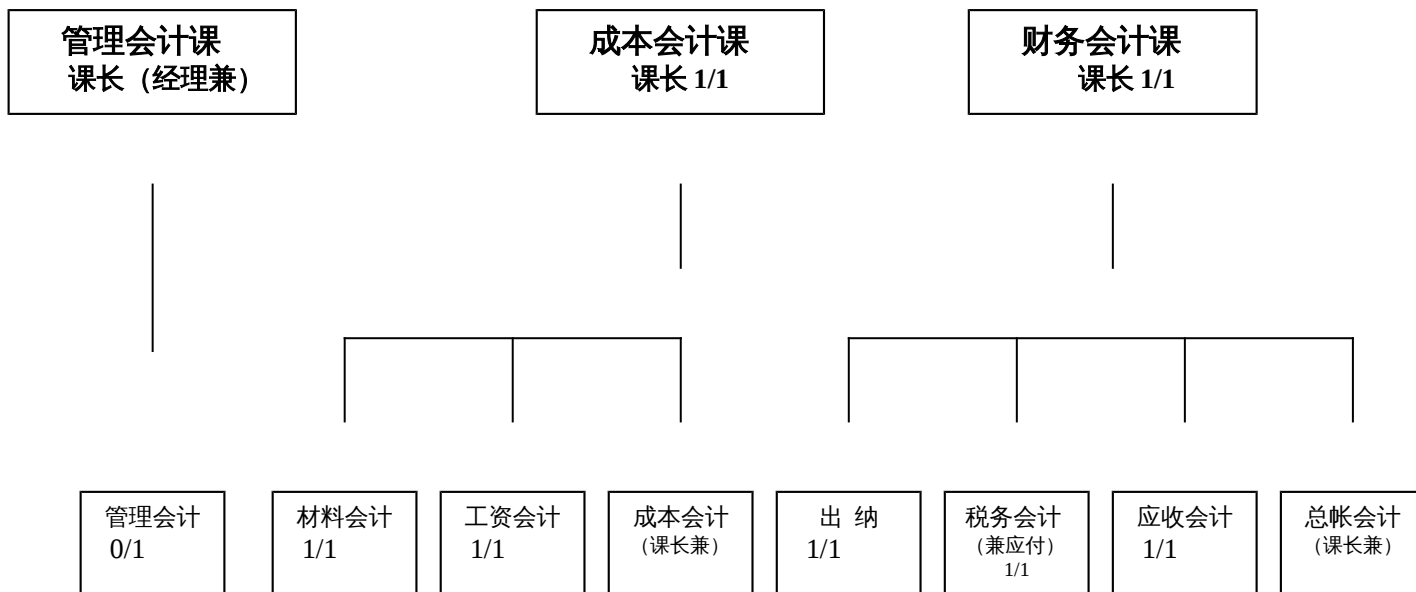 管理会计课
课长（经理兼）
成本会计课
课长 1/1
财务会计课
课长 1/1
管理会计
0/1
材料会计
1/1
工资会计
1/1
成本会计
（课长兼）
出 纳
1/1
税务会计
（兼应付）
1/1
应收会计
1/1
总帐会计
（课长兼）